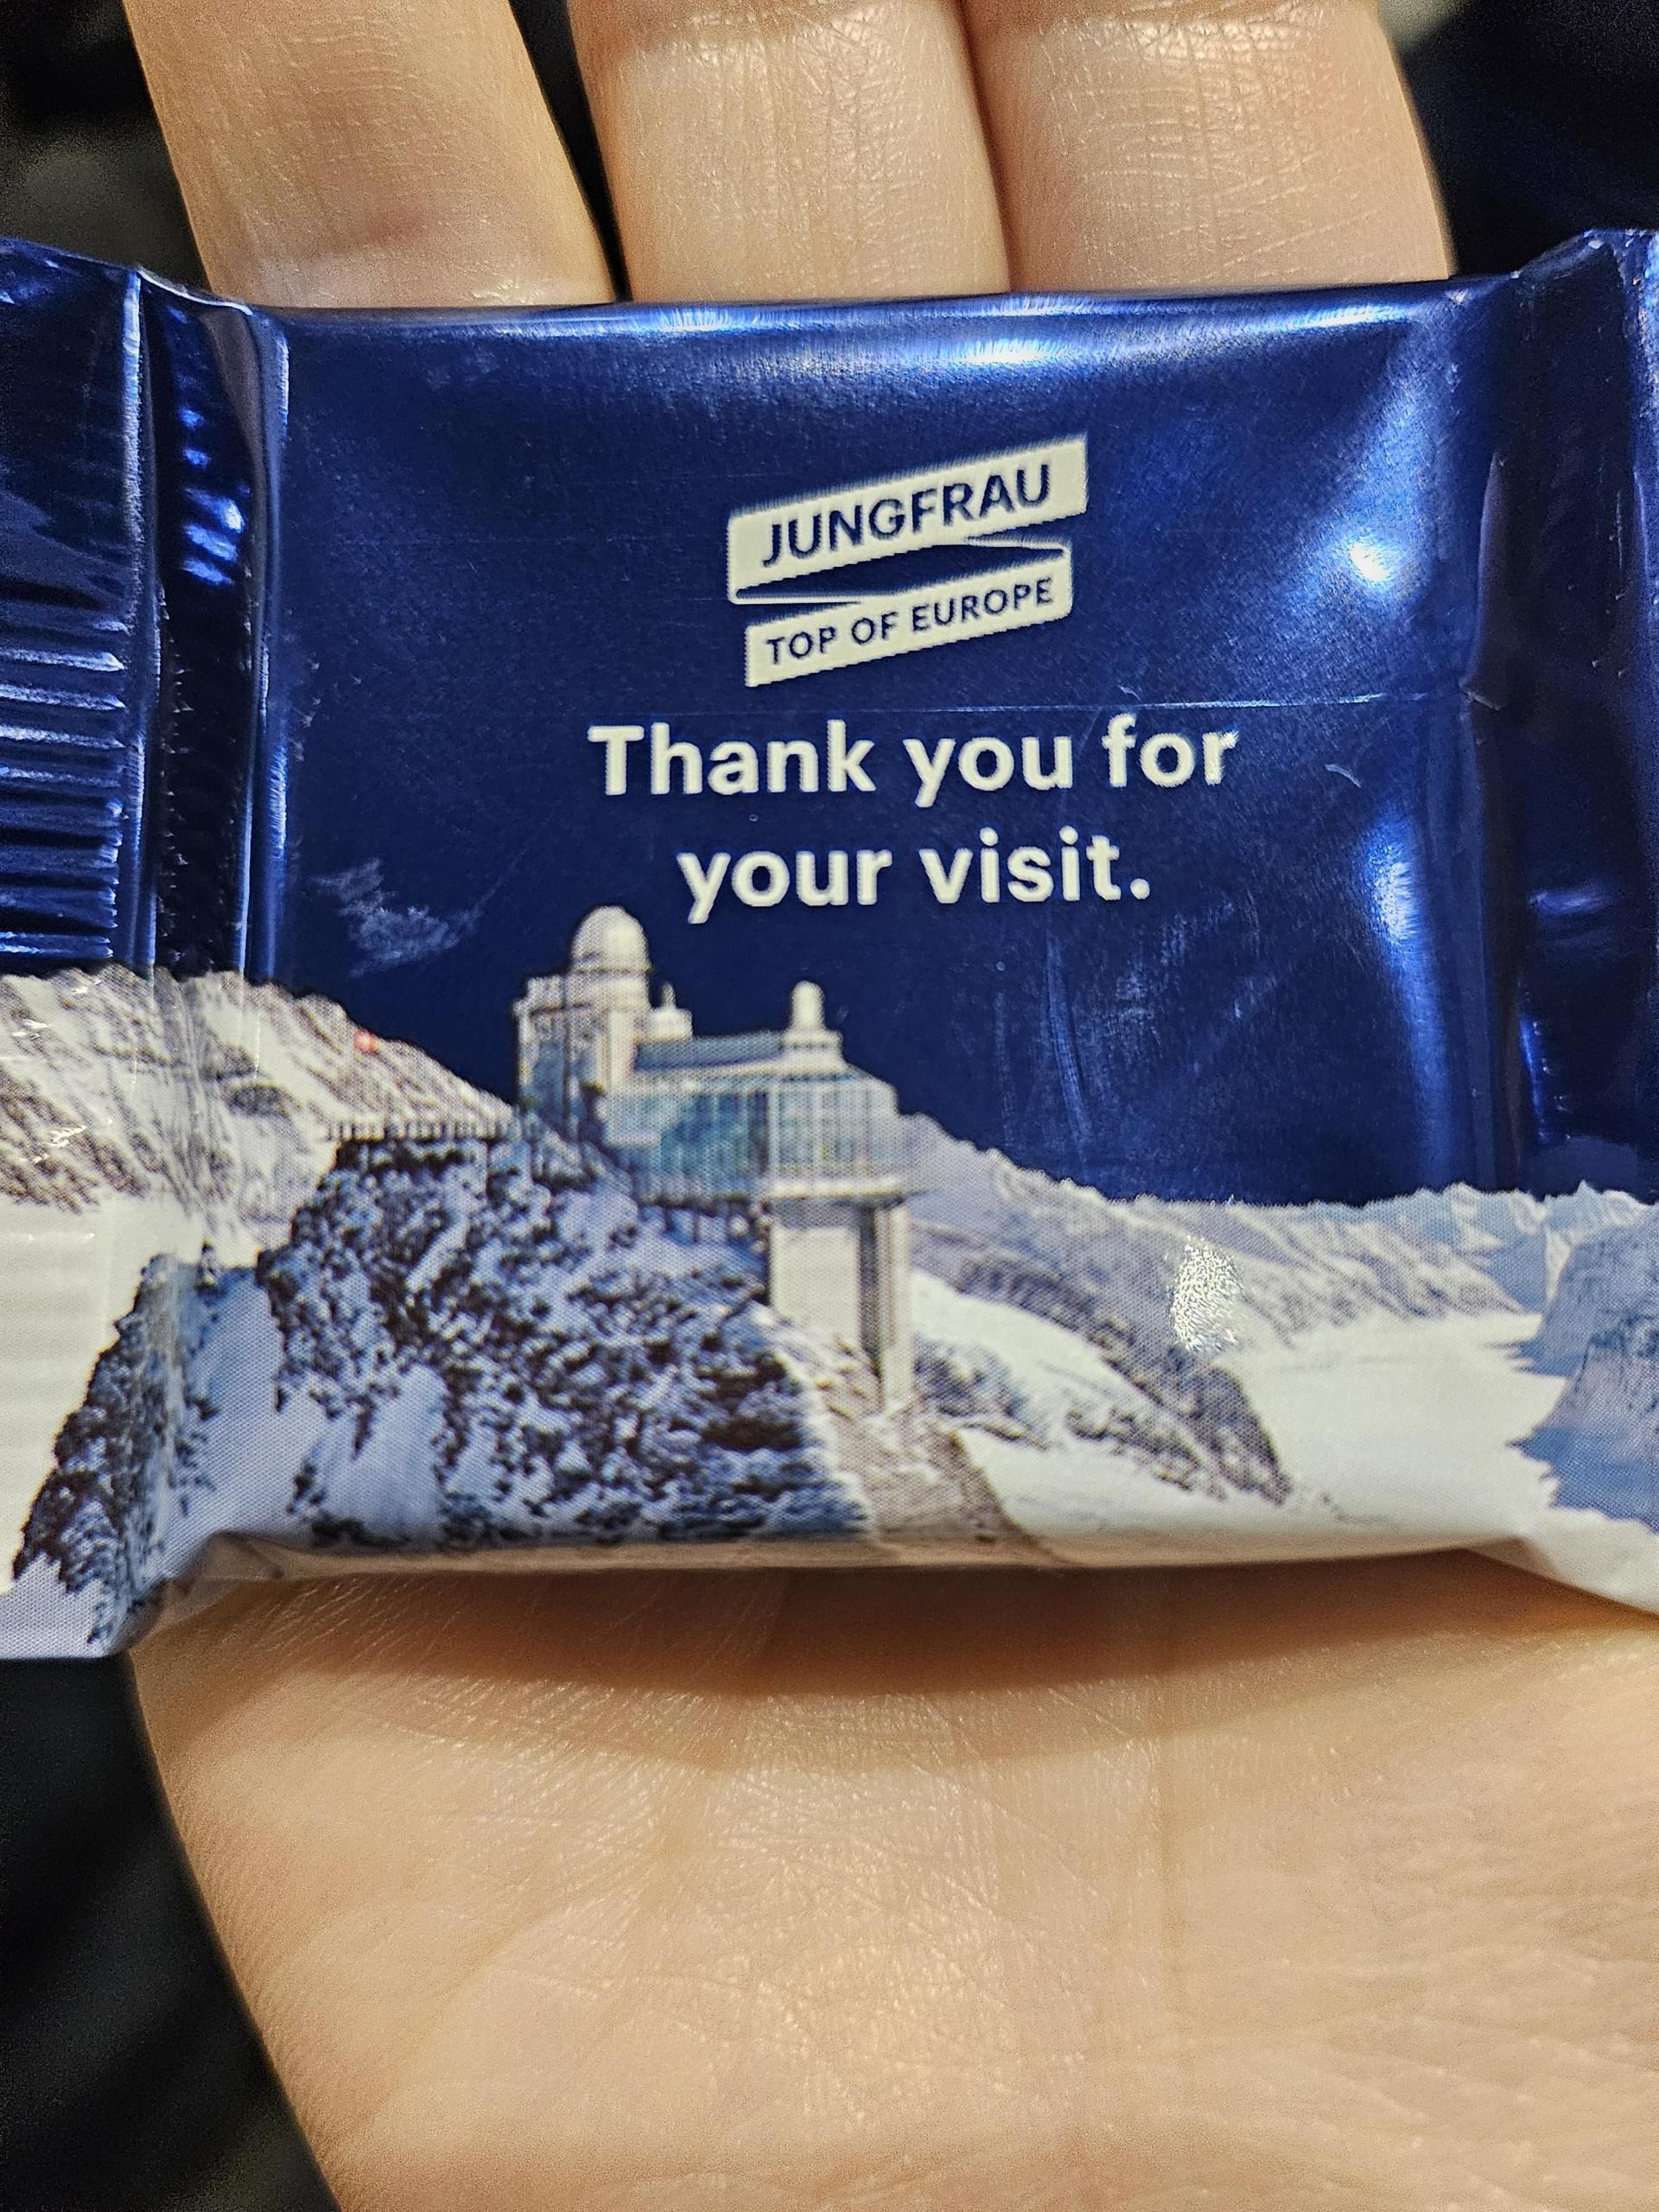 JUNGFRAU
TOP OF EUROPE
Thank you for
your visit.